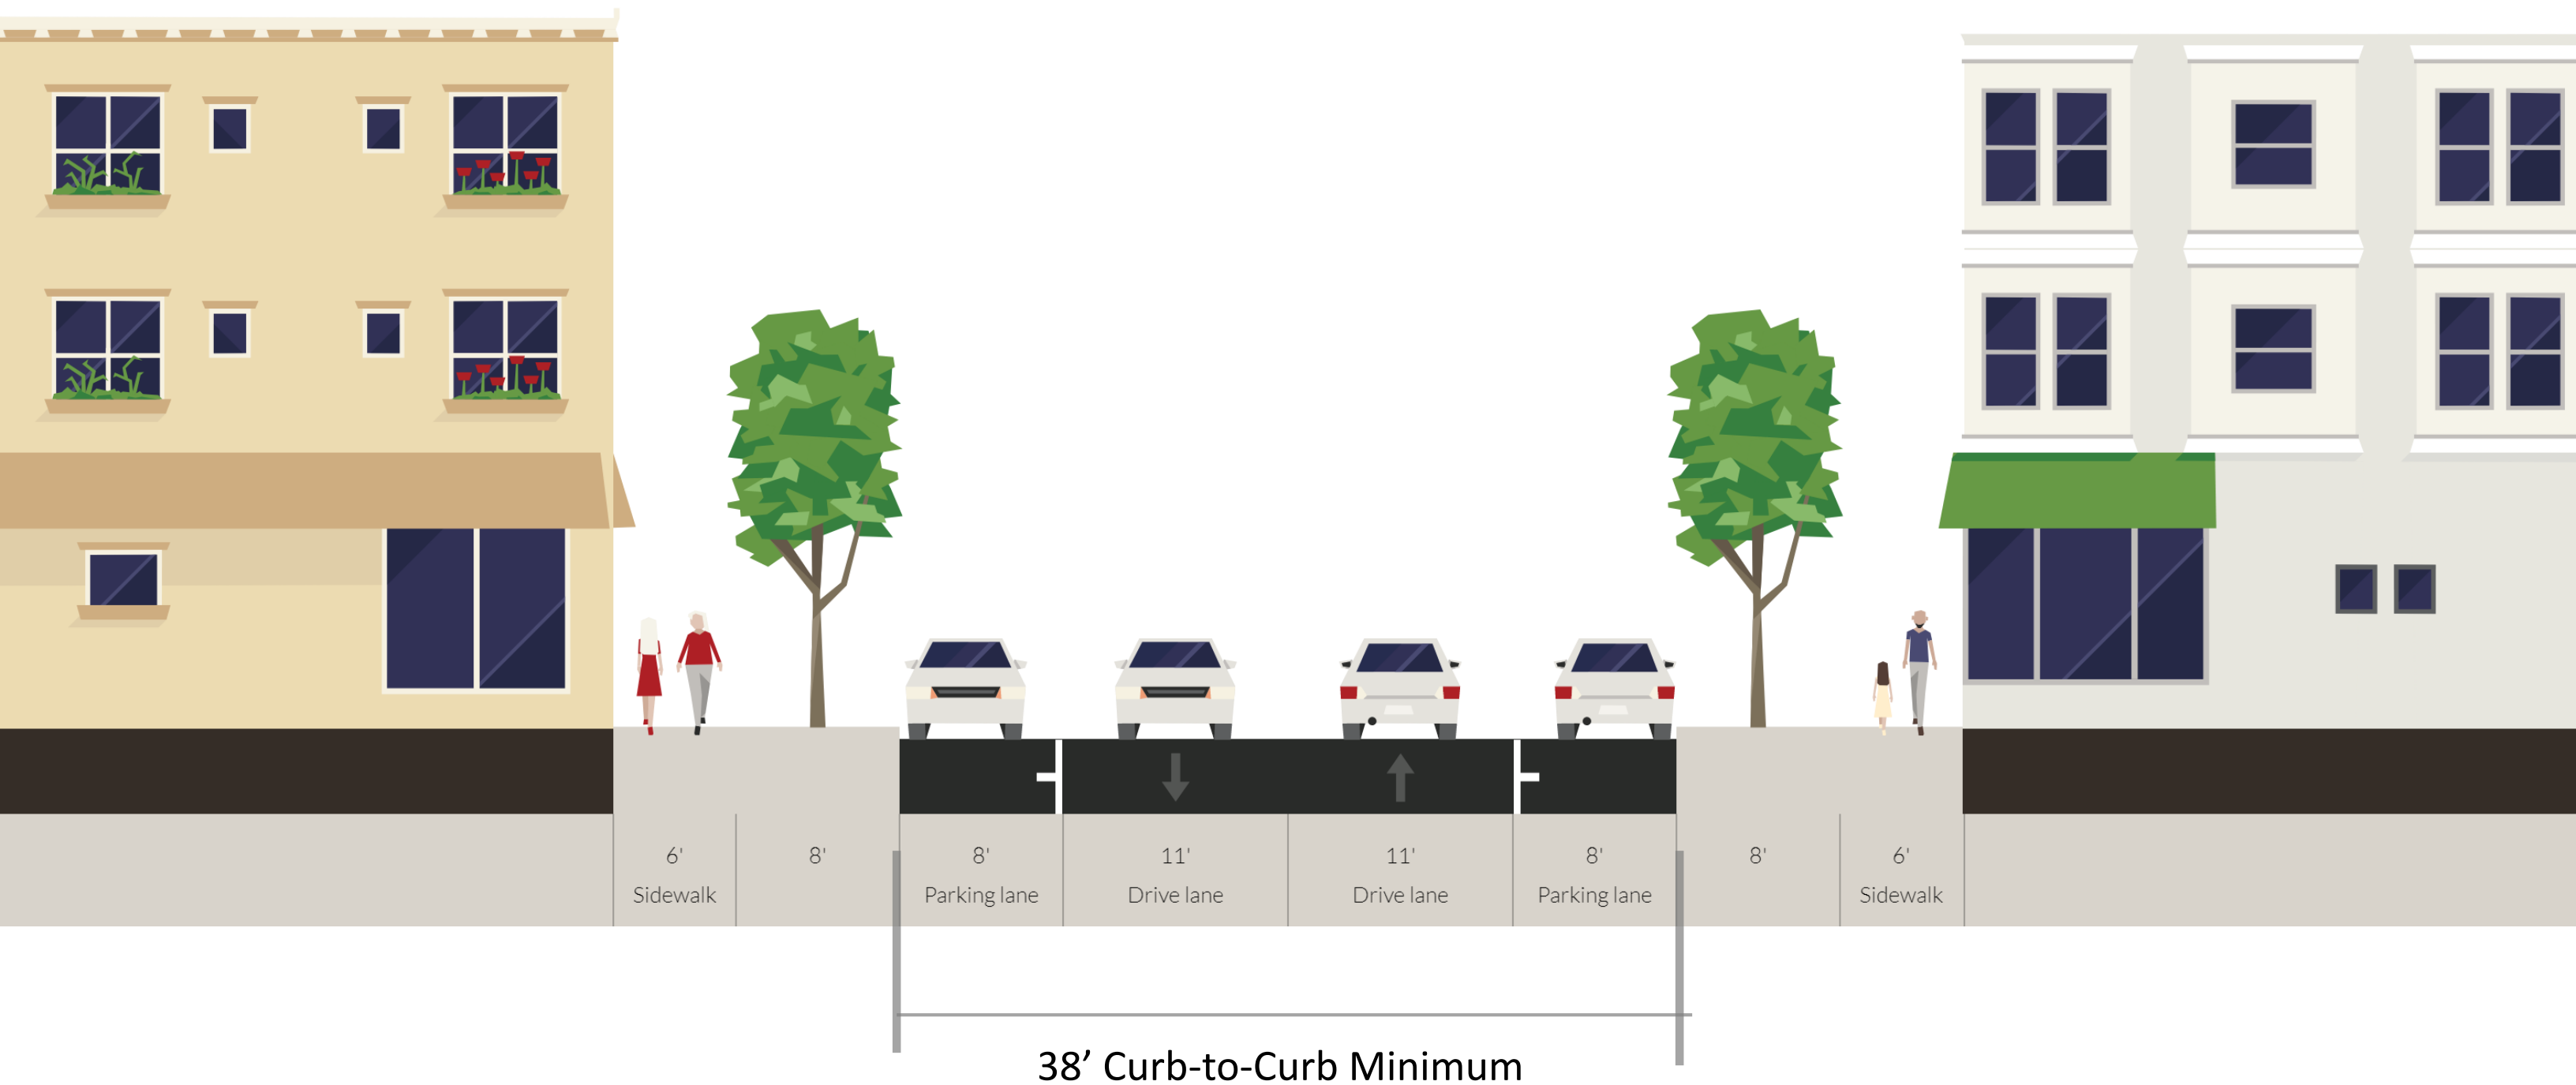 6' 8' 8' 11' 11' 8' 8' 6'
Sidewalk Parking lane Drive lane Drive lane Parking lane Sidewalk
38’ Curb-to-Curb Minimum